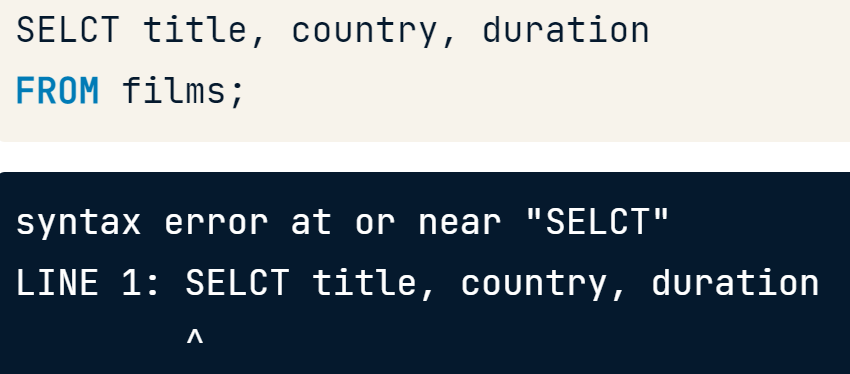 SELCT title, country, duration
FROM films;
syntax error at or near "SELCT"
LINE 1: SELCT title, country, duration
^